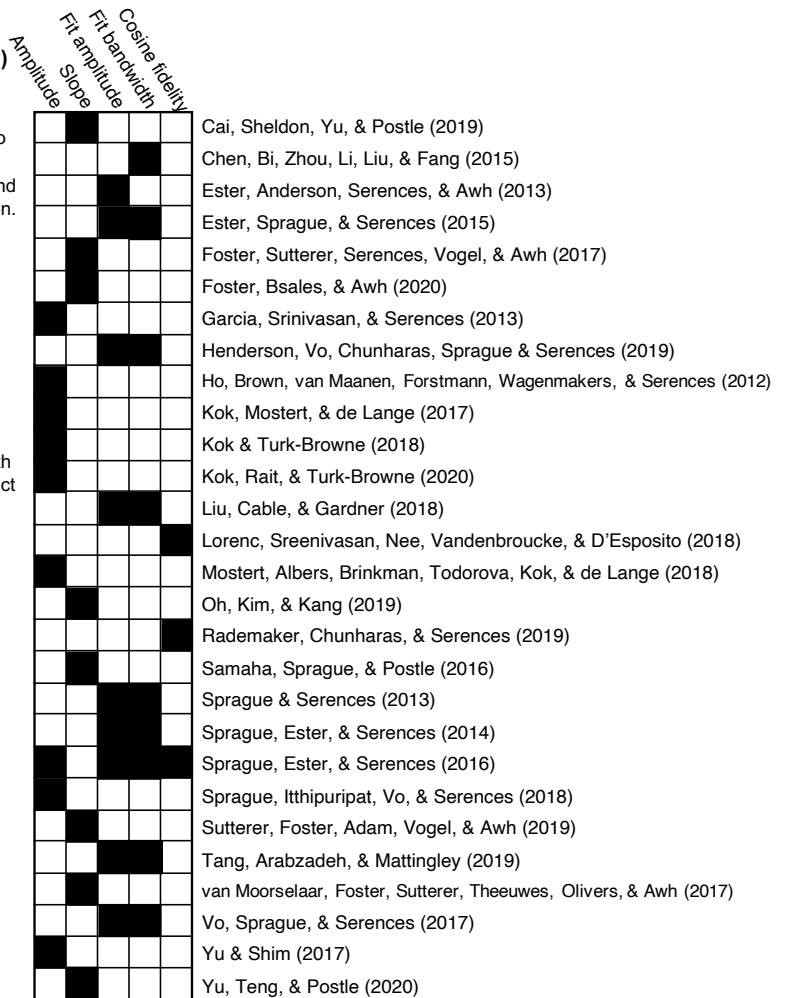 )
Amplitude
Slope
Fit amplitude
Fit bandwidth
Cosine fidelity
Cai, Sheldon, Yu, & Postle (2019)
Chen, Bi, Zhou, Li, Liu, & Fang (2015)
Ester, Anderson, Serences, & Awh (2013)
n.
Ester, Sprague, & Serences (2015)
Foster, Sutterer, Serences, Vogel, & Awh (2017)
Foster, Bsales, & Awh (2020)
Garcia, Srinivasan, & Serences (2013)
Henderson, Vo, Chunharas, Sprague & Serences (2019)
Ho, Brown, van Maanen, Forstmann, Wagenmakers, & Serences (2012)
Kok, Mostert, & de Lange (2017)
Kok & Turk-Browne (2018)
Kok, Rait, & Turk-Browne (2020)
ct
Liu, Cable, & Gardner (2018)
Lorenc, Sreenivasan, Nee, Vandenbroucke, & D'Esposito (2018)
Mostert, Albers, Brinkman, Todorova, Kok, & de Lange (2018)
Oh, Kim, & Kang (2019)
Rademaker, Chunharas, & Serences (2019)
Samaha, Sprague, & Postle (2016)
Sprague & Serences (2013)
Sprague, Ester, & Serences (2014)
Sprague, Ester, & Serences (2016)
Sprague, Itthipuripat, Vo, & Serences (2018)
Sutterer, Foster, Adam, Vogel, & Awh (2019)
Tang, Arabzadeh, & Mattingley (2019)
van Moorselaar, Foster, Sutterer, Theeuwes, Olivers, & Awh (2017)
Vo, Sprague, & Serences (2017)
Yu & Shim (2017)
Yu, Teng, & Postle (2020)